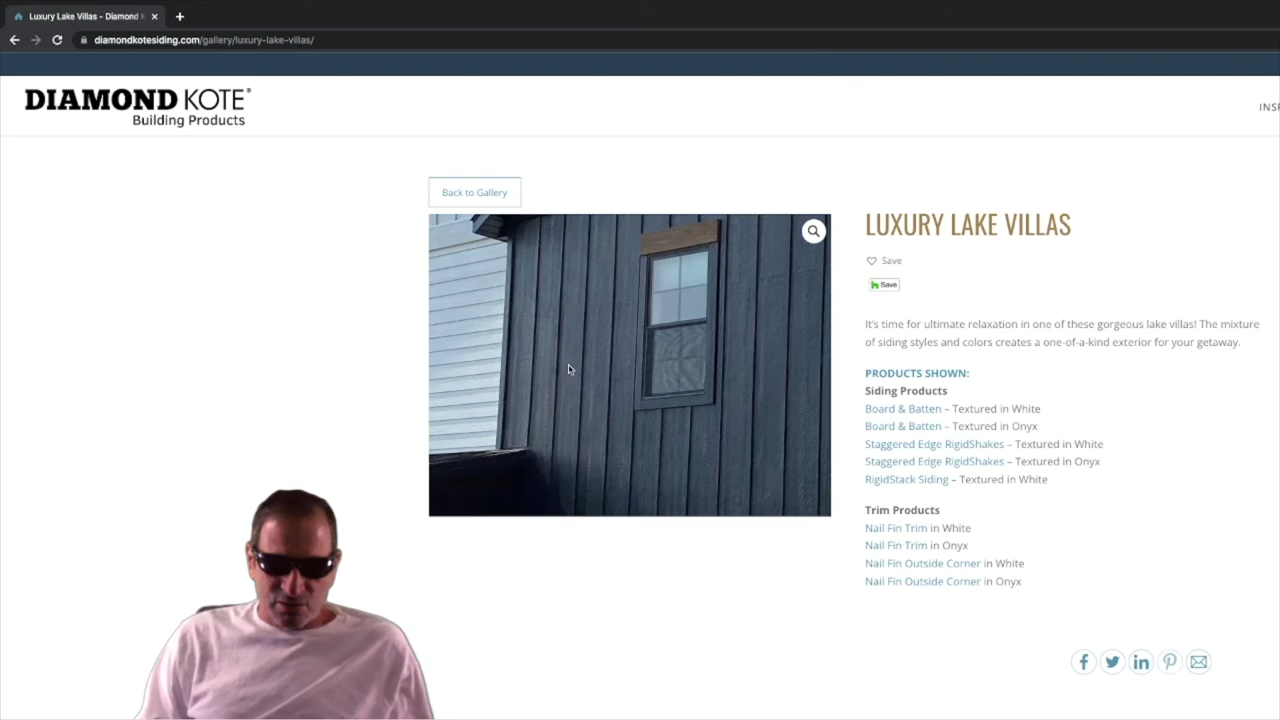 Luxury Lake Villas - Diamond
diamondkotesiding.com/gallery/luxury-lake-villas/
DIAMOND KOTE®
Building Products
Back to Gallery
LUXURY LAKE VILLAS
Save
Save
It's time for ultimate relaxation in one of these gorgeous lake villas! The mixture
of siding styles and colors creates a one-of-a-kind exterior for your getaway.
PRODUCTS SHOWN:
Siding Products
Board & Batten – Textured in White
Board & Batten – Textured in Onyx
Staggered Edge RigidShakes – Textured in White
Staggered Edge RigidShakes – Textured in Onyx
RigidStack Siding – Textured in White
Trim Products
Nail Fin Trim in White
Nail Fin Trim in Onyx
Nail Fin Outside Corner in White
Nail Fin Outside Corner in Onyx